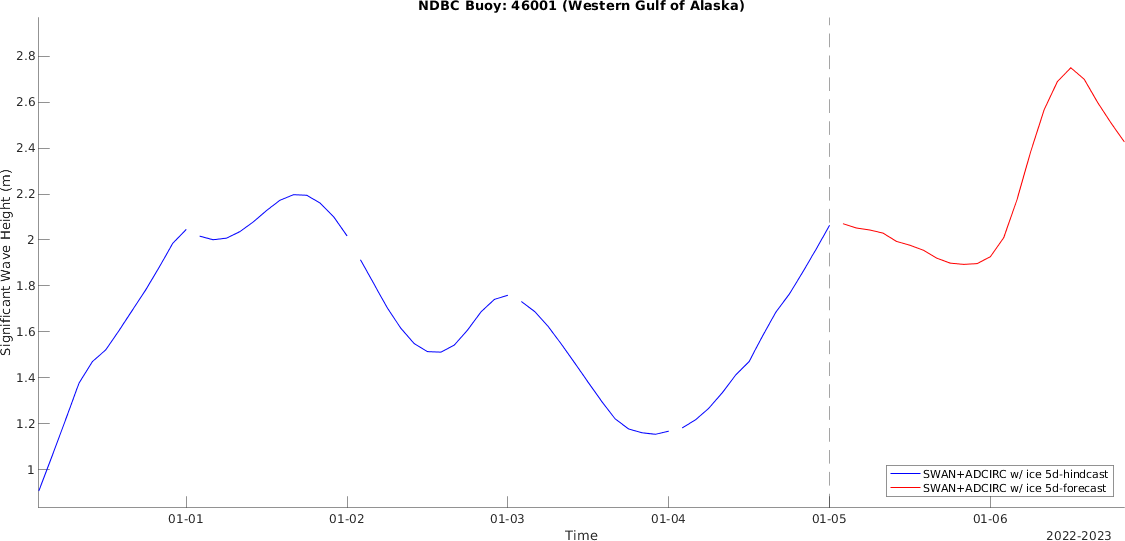 NDBC Buoy: 46001 (Western Gulf of Alaska)
Significant Wave Height (m)
2.8
2.6
2.4
2.2
2
1.8
1.6
1.4
1.2
1
SWAN+ADCIRC w/ ice 5d-hindcast
SWAN+ADCIRC w/ ice 5d-forecast
01-01 01-02 01-03 01-04 01-05 01-06
Time
2022-2023